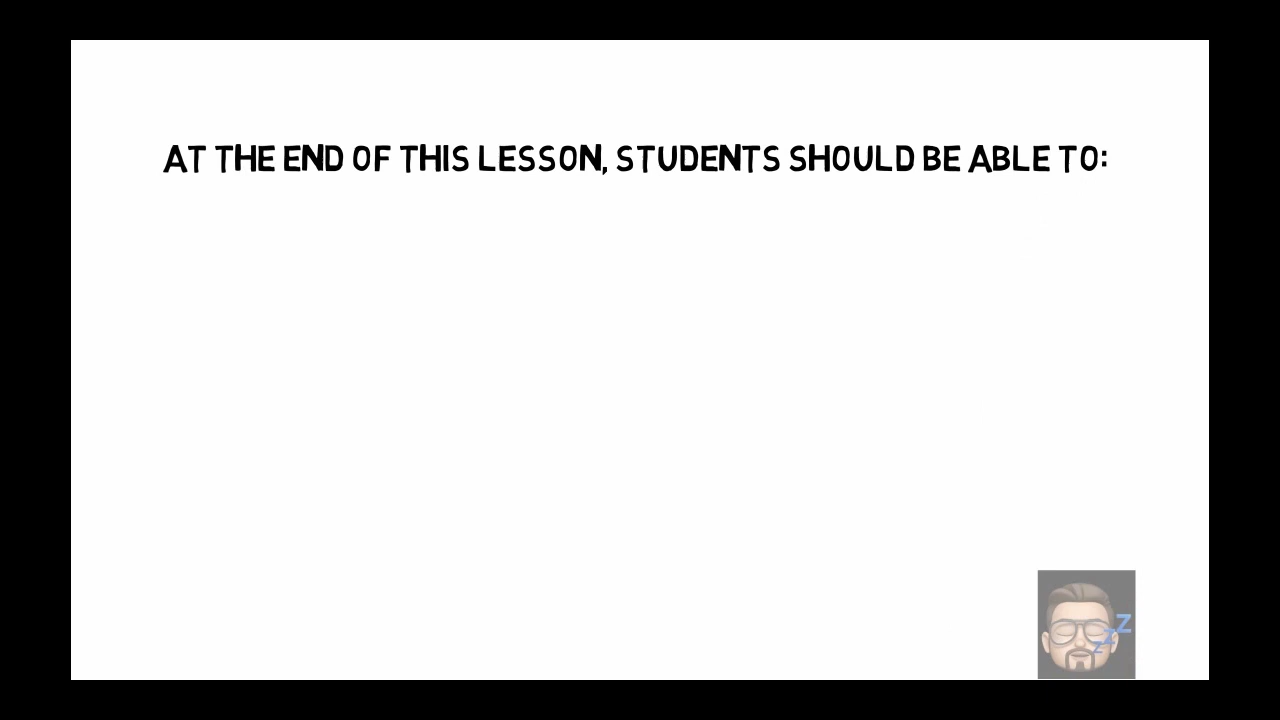 AT THE END OF THIS LESSON, STUDENTS SHOULD BE ABLE TO:
z z Z